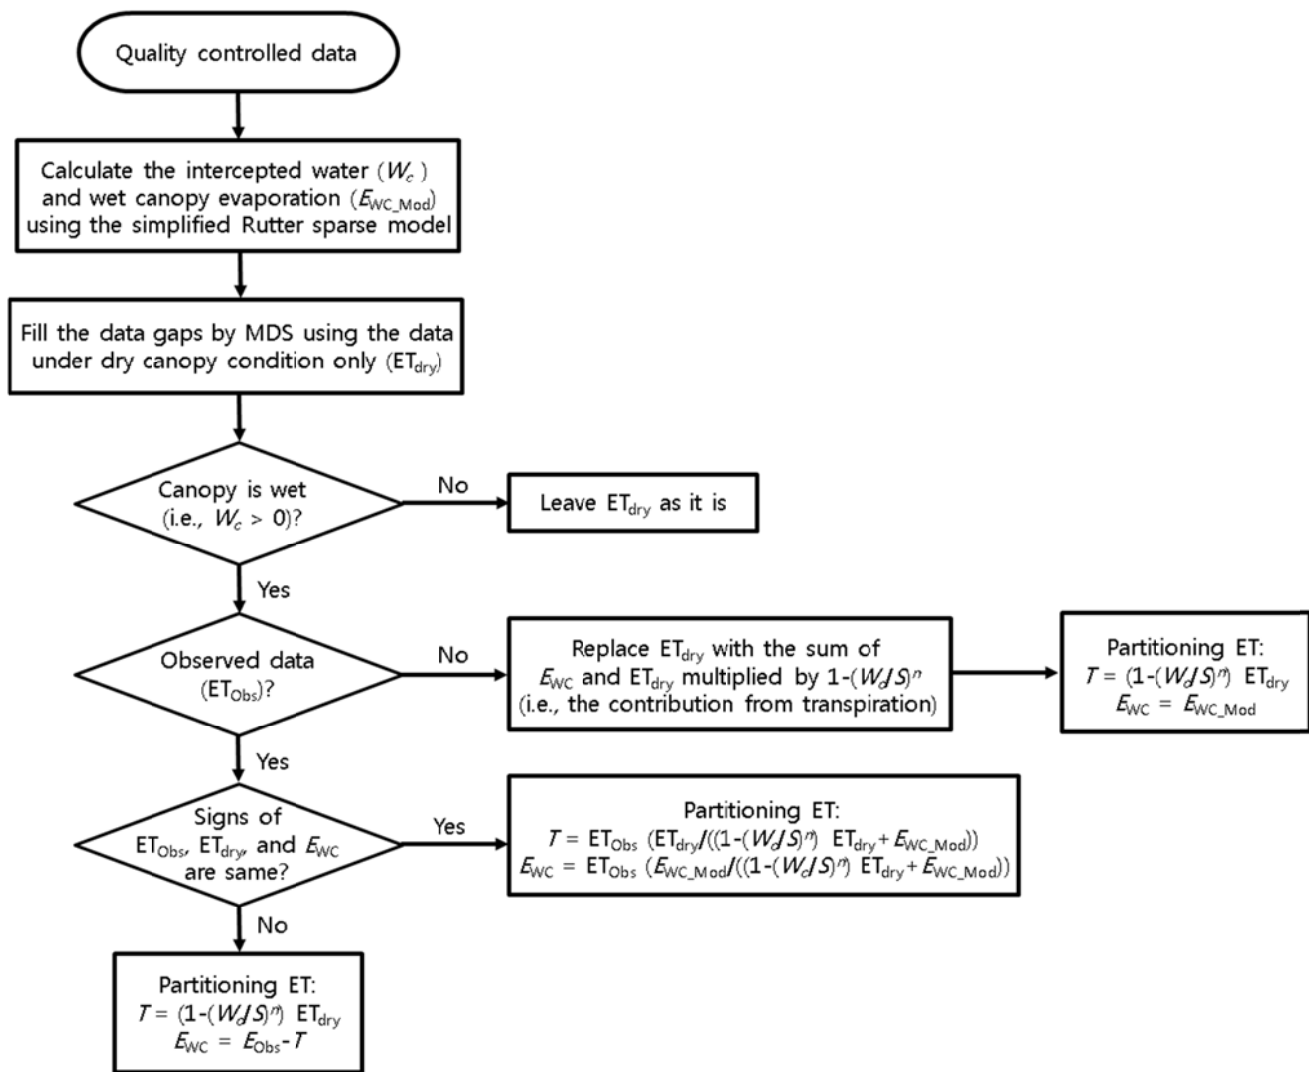 Quality controlled data
Calculate the intercepted water (W_c)
and wet canopy evaporation (E_WC_Mod)
using the simplified Rutter sparse model
Fill the data gaps by MDS using the data
under dry canopy condition only (ET_dry)
Canopy is wet
(i.e., W_c > 0)?
No
Leave ET_dry as it is
Yes
Observed data
(ET_Obs)?
No
Replace ET_dry with the sum of
E_WC and ET_dry multiplied by 1-(W_c/S)^n
(i.e., the contribution from transpiration)
Partitioning ET:
T = (1-(W_c/S)^n) ET_dry
E_WC = E_WC_Mod
Yes
Signs of
ET_Obs, ET_dry, and E_WC
are same?
Yes
Partitioning ET:
T = ET_Obs (ET_dry/((1-(W_c/S)^n) ET_dry + E_WC_Mod))
E_WC = ET_Obs (E_WC_Mod/((1-(W_c/S)^n) ET_dry + E_WC_Mod))
No
Partitioning ET:
T = (1-(W_c/S)^n) ET_dry
E_WC = E_Obs - T